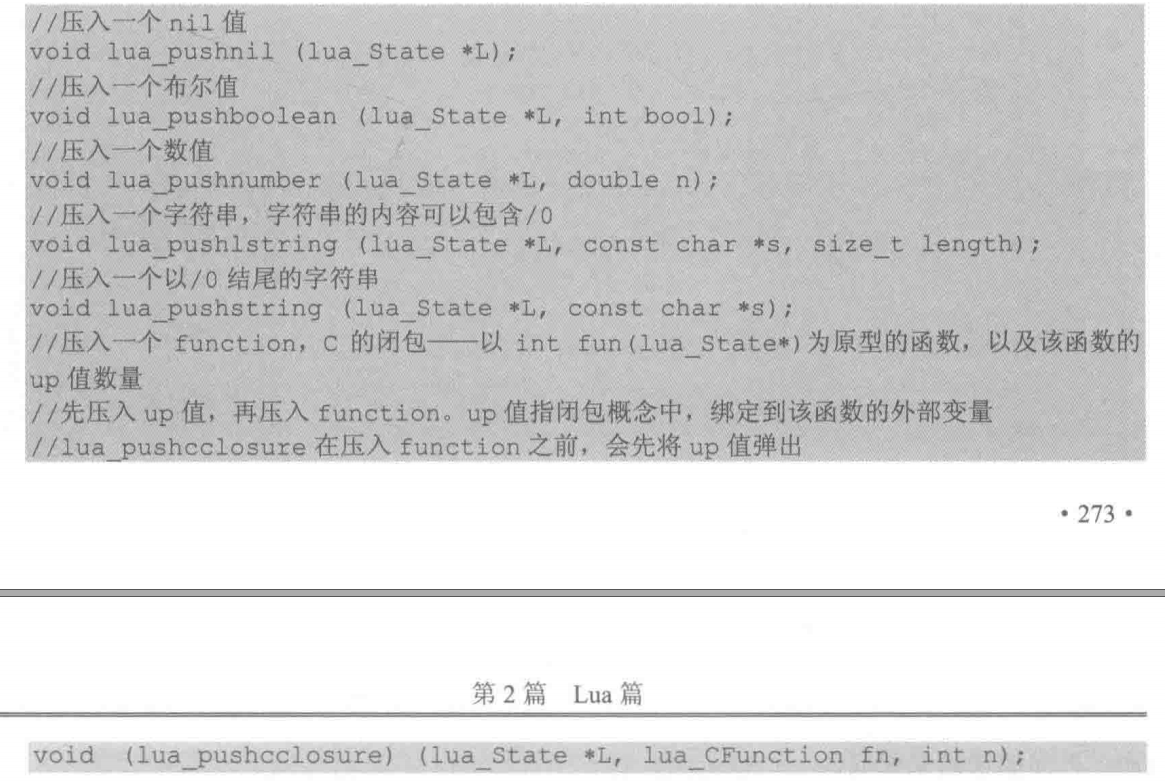 //压入一个 nil 值
void lua_pushnil (lua_State *L);
//压入一个布尔值
void lua_pushboolean (lua_State *L, int bool);
//压入一个数值
void lua_pushnumber (lua_State *L, double n);
//压入一个字符串，字符串的内容可以包含/0
void lua_pushlstring (lua_State *L, const char *s, size_t length);
//压入一个以/0 结尾的字符串
void lua_pushstring (lua_State *L, const char *s);
//压入一个 function，C 的闭包——以 int fun(lua_State*)为原型的函数，以及该函数的
up 值数量
//先压入 up 值，再压入 function。up 值指闭包概念中，绑定到该函数的外部变量
//lua_pushcclosure 在压入 function 之前，会先将 up 值弹出
• 273 •
第 2 篇 Lua 篇
void (lua_pushcclosure) (lua_State *L, lua_CFunction fn, int n);